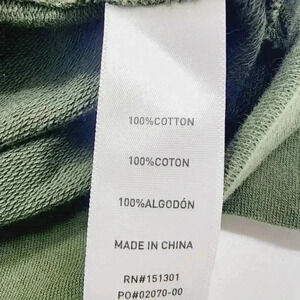 100%COTTON
100%COTON
100%ALGODÓN
MADE IN CHINA
RN#151301
PO#02070-00